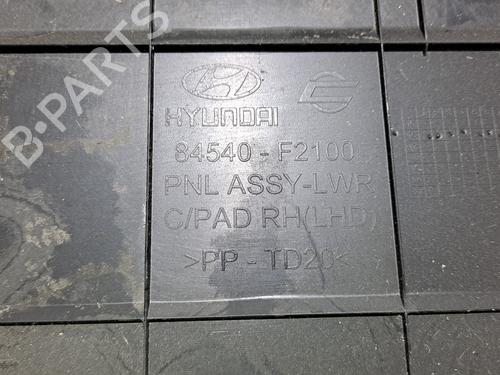 B-PARTS
HYUNDAI
84540-F2100
PNL ASSY-LWR
C/PAD RH(LHD)
>PP-TD20<